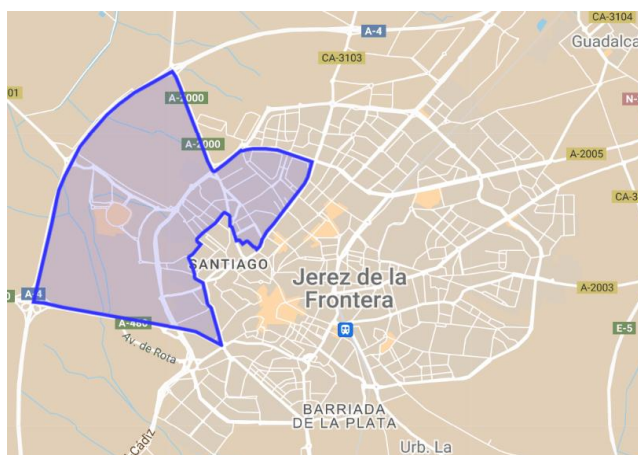 CA-3104
A-4
Guadalca
CA-3103
01
A-2000
N-
A-2000
A-2005
CA-3
SANTIAGO
Jerez de la
Frontera
A-2003
0
A-4
A-480
E-5
Av. de Rota
BARRIADA
DE LA PLATA
Cádiz
Urb. La